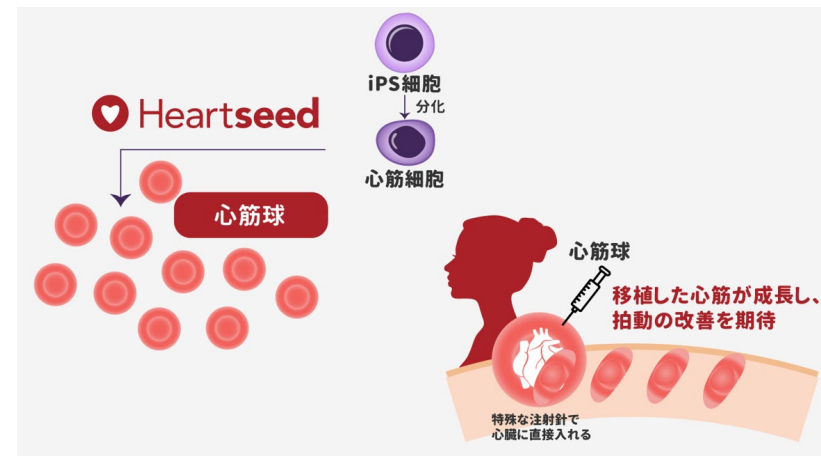 iPS細胞
分化
心筋細胞
Heartseed
心筋球
心筋球
移植した心筋が成長し、
拍動の改善を期待
特殊な注射針で
心臓に直接入れる